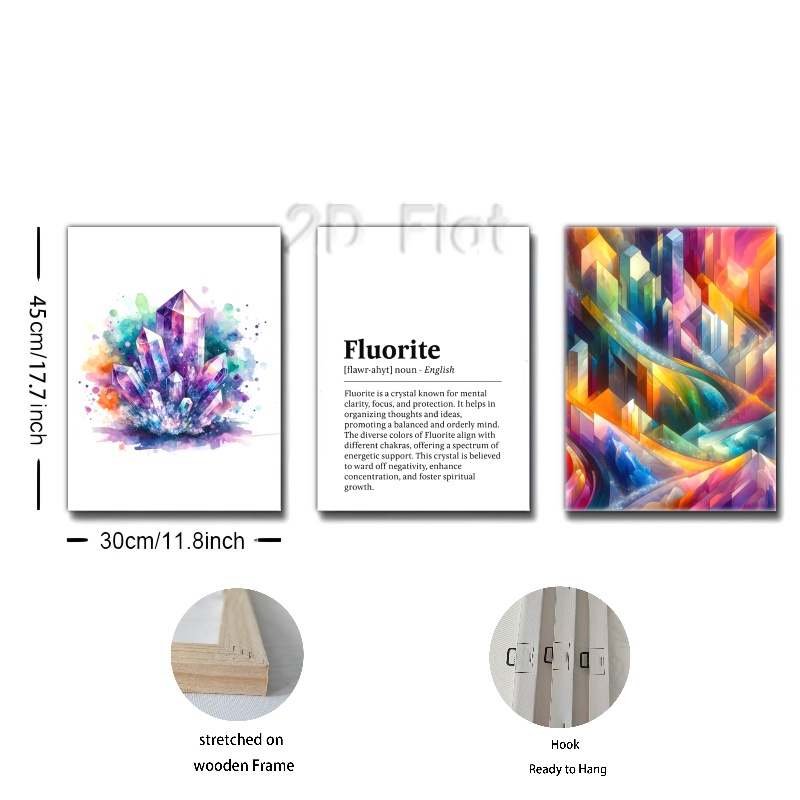 2D Flat
45cm/17.7inch
Fluorite
[flawr-ahyt] noun - English
Fluorite is a crystal known for mental
clarity, focus, and protection. It helps in
organizing thoughts and ideas,
promoting a balanced and orderly mind.
The diverse colors of Fluorite align with
different chakras, offering a spectrum of
energetic support. This crystal is believed
to ward off negativity, enhance
concentration, and foster spiritual
growth.
30cm/11.8inch
stretched on
wooden Frame
Hook
Ready to Hang